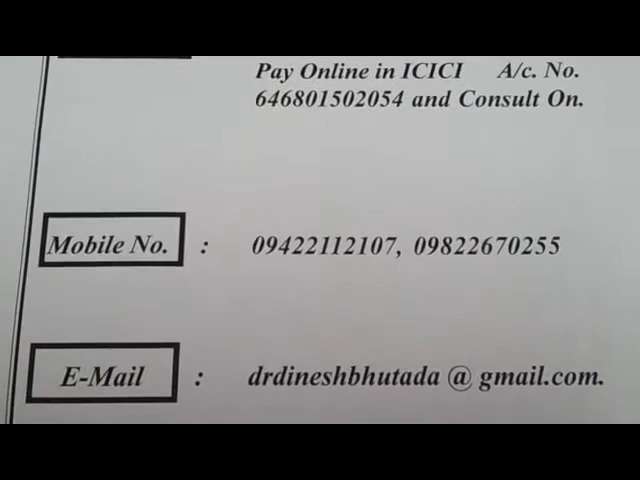 Pay Online in ICICI A/c. No.
646801502054 and Consult On.
Mobile No. : 09422112107, 09822670255
E-Mail : drdineshbhutada @ gmail.com.